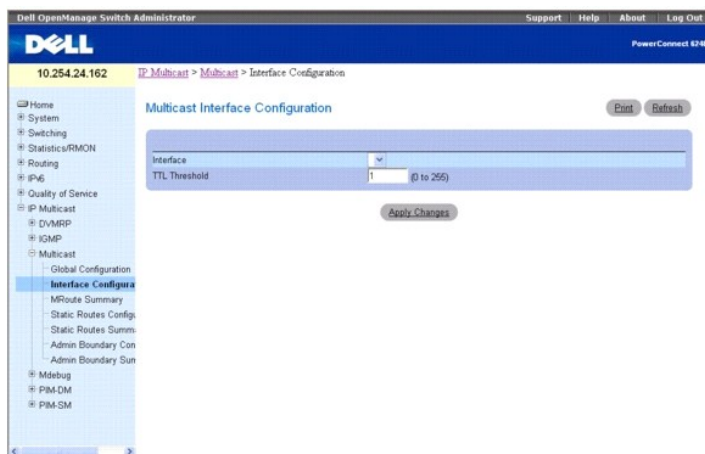 Dell OpenManage Switch Administrator
Support Help About Log Out
DELL
PowerConnect 6248
10.254.24.162
IP Multicast > Multicast > Interface Configuration
Home
System
Switching
Statistics/RMON
Routing
IPv6
Quality of Service
IP Multicast
DVMRP
IGMP
Multicast
Global Configuration
Interface Configura
MRoute Summary
Static Routes Configu
Static Routes Summa
Admin Boundary Con
Admin Boundary Sum
Mdebug
PIM-DM
PIM-SM
Multicast Interface Configuration
Print Refresh
Interface
TTL Threshold 1 (0 to 255)
Apply Changes